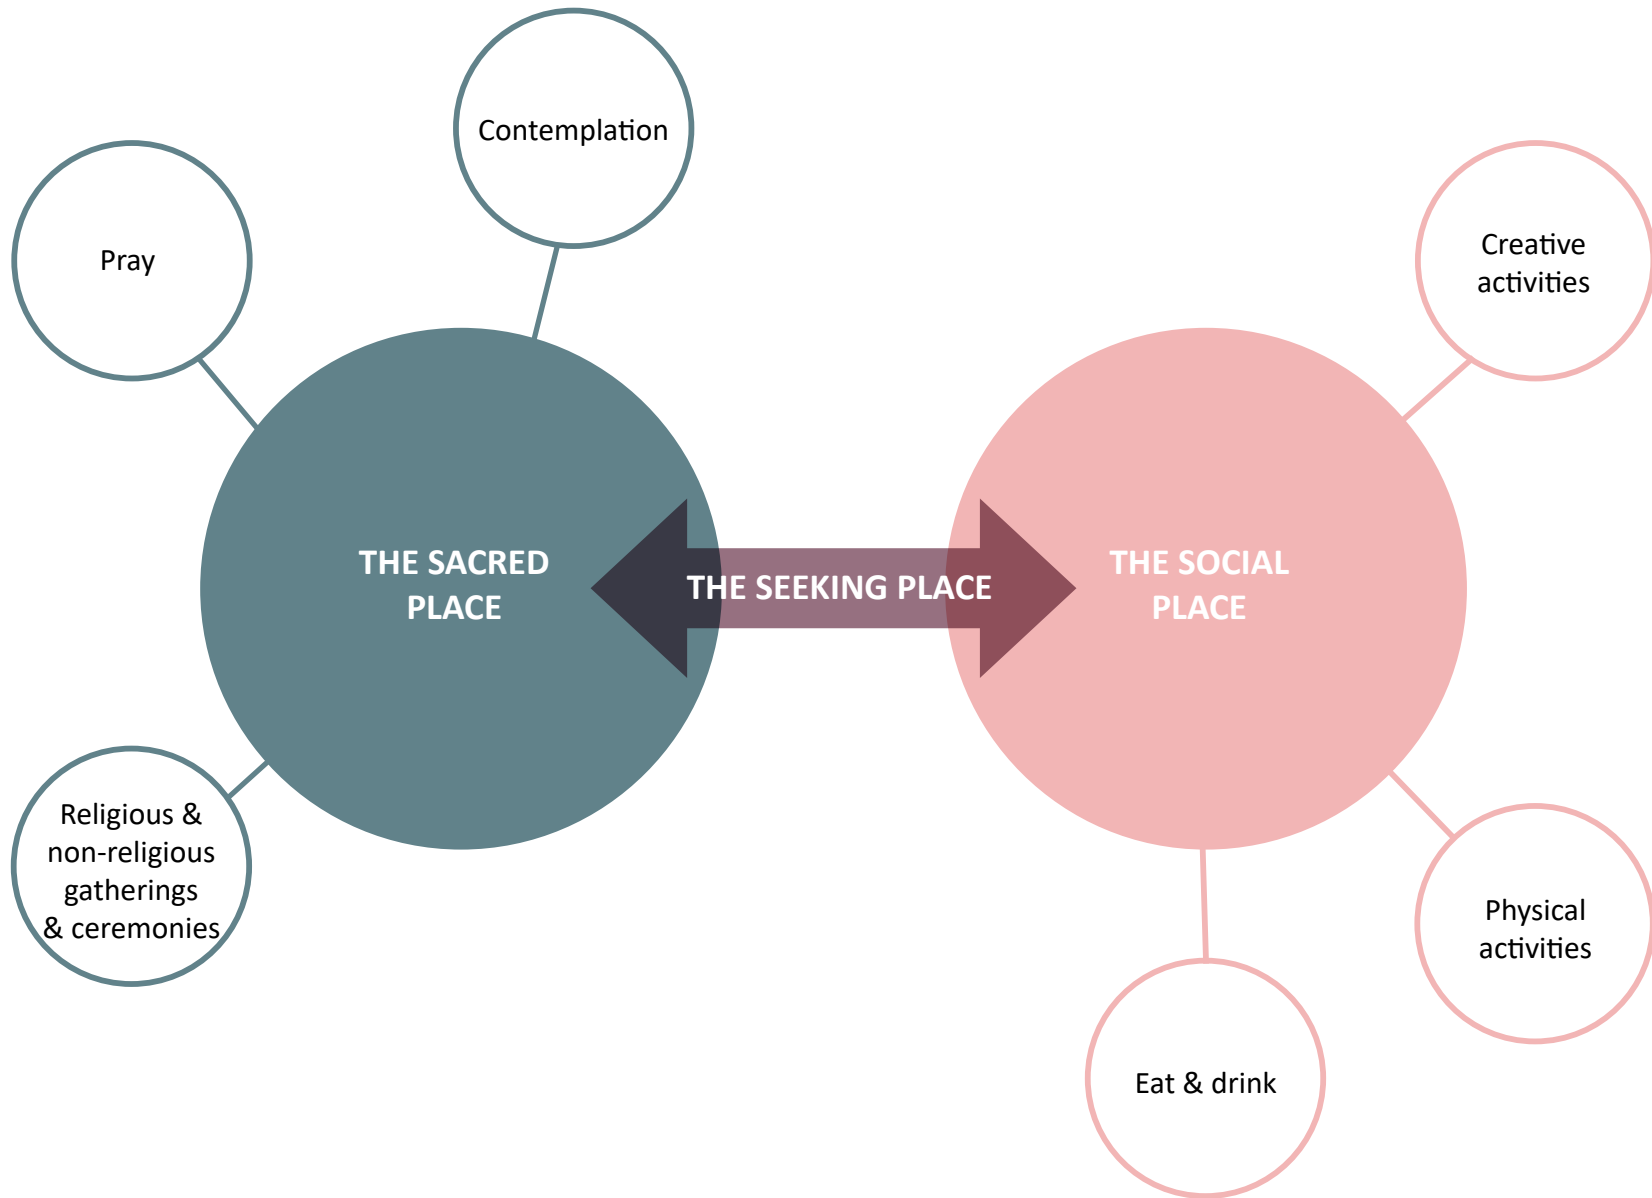 Contemplation
Pray
Creative
activities
THE SACRED
PLACE
THE SEEKING PLACE
THE SOCIAL
PLACE
Religious &
non-religious
gatherings
& ceremonies
Physical
activities
Eat & drink